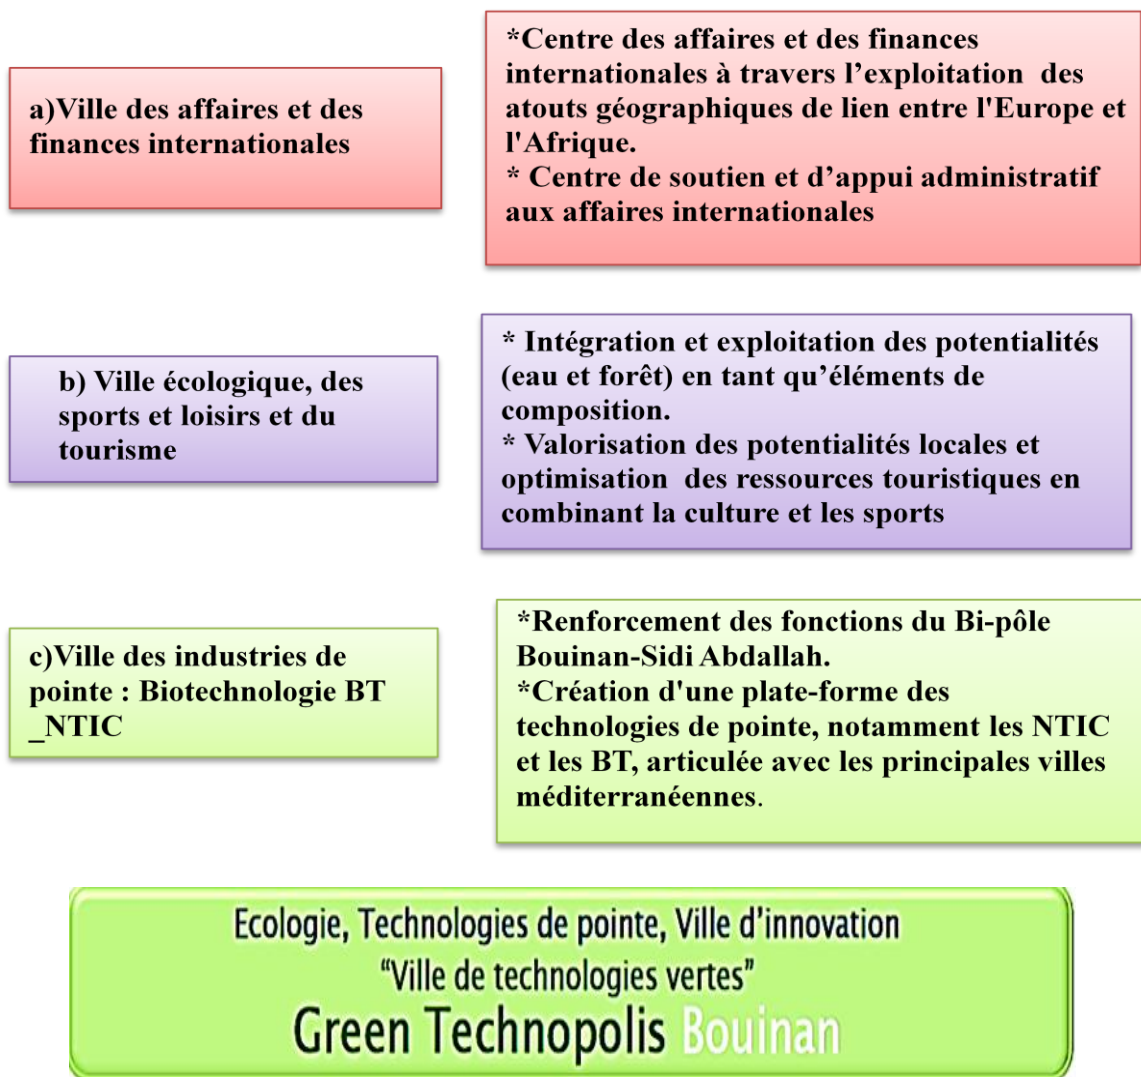 a)Ville des affaires et des
finances internationales
*Centre des affaires et des finances
internationales à travers l’exploitation des
atouts géographiques de lien entre l'Europe et
l'Afrique.
* Centre de soutien et d’appui administratif
aux affaires internationales
b) Ville écologique, des
sports et loisirs et du
tourisme
* Intégration et exploitation des potentialités
(eau et forêt) en tant qu’éléments de
composition.
* Valorisation des potentialités locales et
optimisation des ressources touristiques en
combinant la culture et les sports
c)Ville des industries de
pointe : Biotechnologie BT
_NTIC
*Renforcement des fonctions du Bi-pôle
Bouinan-Sidi Abdallah.
*Création d'une plate-forme des
technologies de pointe, notamment les NTIC
et les BT, articulée avec les principales villes
méditerranéennes.
Ecologie, Technologies de pointe, Ville d’innovation
“Ville de technologies vertes”
Green Technopolis Bouinan